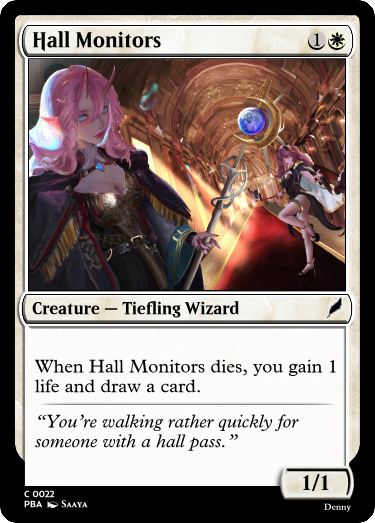 Hall Monitors 1
Creature — Tiefling Wizard
When Hall Monitors dies, you gain 1
life and draw a card.
“You’re walking rather quickly for
someone with a hall pass.”
1/1
C 0022
PBA SAAYA
Denny